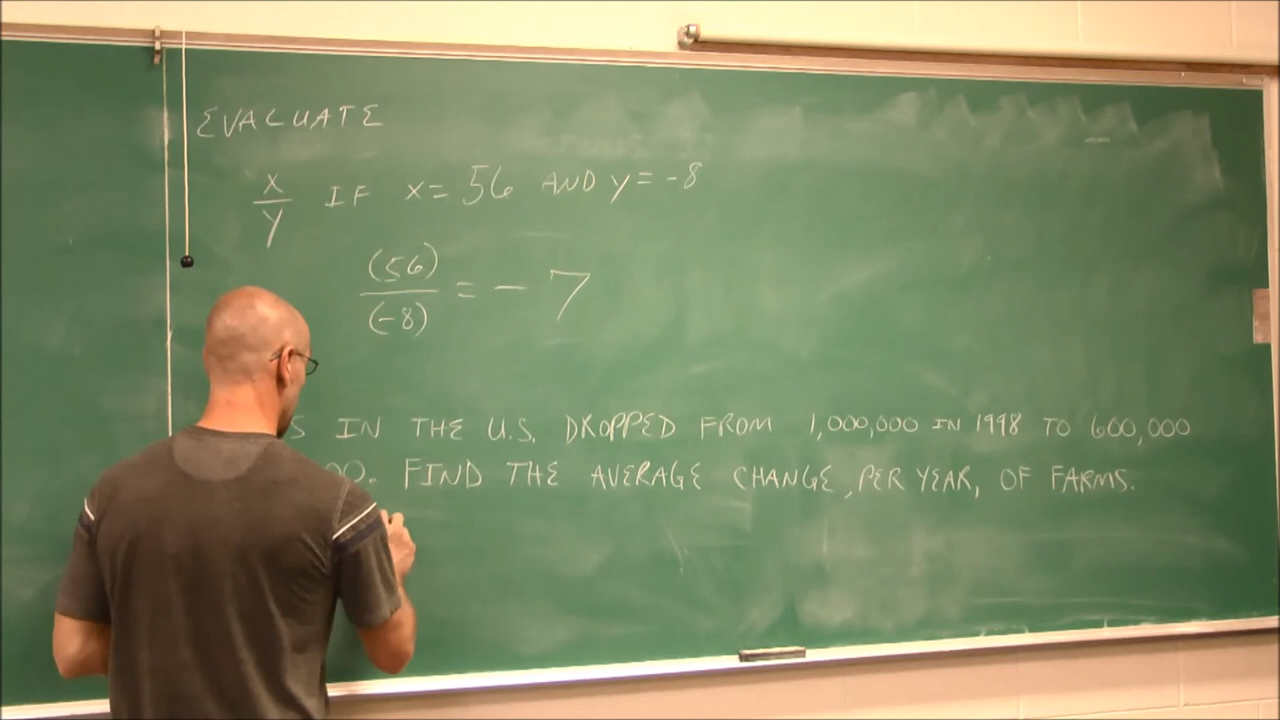 EVALUATE
x/y IF x = 56 AND y = -8
(56)/(-8) = -7
IN THE U.S. DROPPED FROM 1,000,000 IN 1998 TO 600,000
FIND THE AVERAGE CHANGE, PER YEAR, OF FARMS.